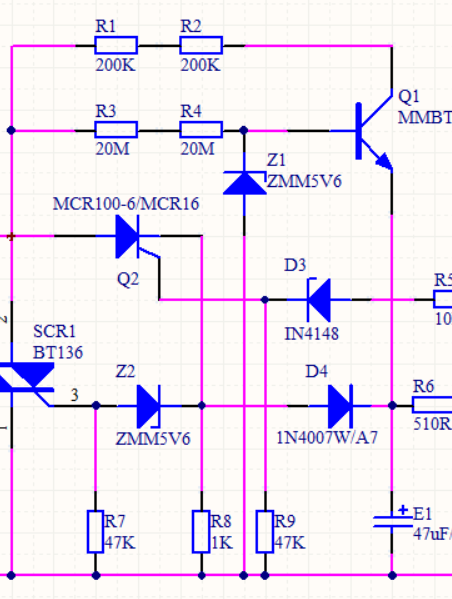 R1
R2
200K
200K
R3
R4
20M
20M
Q1
MMBT
Z1
ZMM5V6
MCR100-6/MCR16
Q2
D3
IN4148
R5
10
2
SCR1
BT136
3
1
Z2
ZMM5V6
D4
1N4007W/A7
R6
510R
R7
47K
R8
1K
R9
47K
+
E1
47uF/